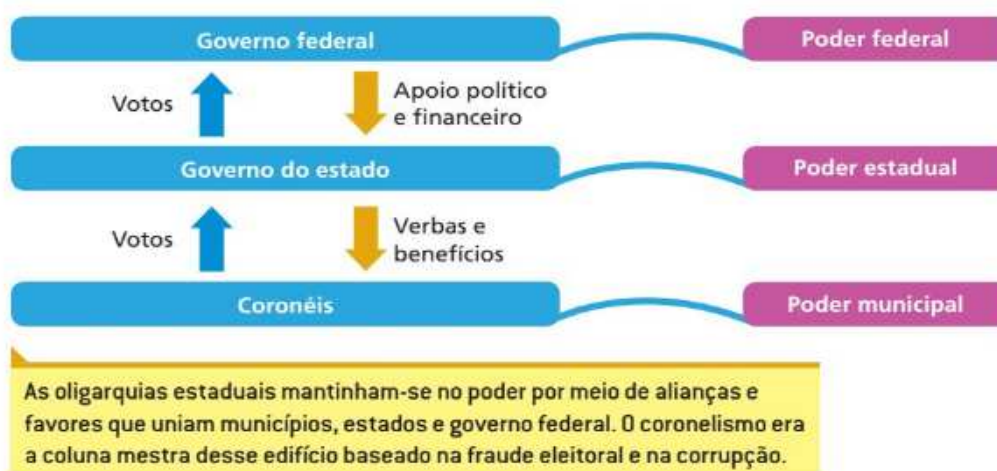 Governo federal
Poder federal
Votos
Apoio político
e financeiro
Governo do estado
Poder estadual
Votos
Verbas e
benefícios
Coronéis
Poder municipal
As oligarquias estaduais mantinham-se no poder por meio de alianças e
favores que uniam municípios, estados e governo federal. O coronelismo era
a coluna mestra desse edifício baseado na fraude eleitoral e na corrupção.